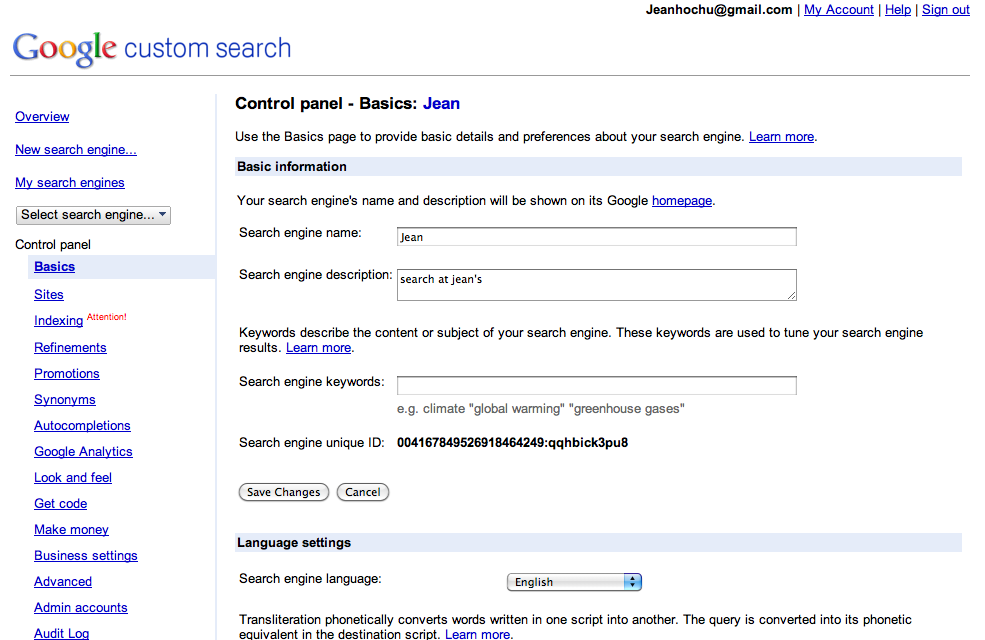 Jeanhochu@gmail.com | My Account | Help | Sign out
Google custom search
Overview
New search engine...
My search engines
Select search engine...
Control panel
Basics
Sites
Indexing Attention!
Refinements
Promotions
Synonyms
Autocompletions
Google Analytics
Look and feel
Get code
Make money
Business settings
Advanced
Admin accounts
Audit Log
Control panel - Basics: Jean
Use the Basics page to provide basic details and preferences about your search engine. Learn more.
Basic information
Your search engine's name and description will be shown on its Google homepage.
Search engine name: Jean
Search engine description: search at jean's
Keywords describe the content or subject of your search engine. These keywords are used to tune your search engine
results. Learn more.
Search engine keywords:
e.g. climate "global warming" "greenhouse gases"
Search engine unique ID: 004167849526918464249:qqhbick3pu8
Save Changes Cancel
Language settings
Search engine language: English
Transliteration phonetically converts words written in one script into another. The query is converted into its phonetic
equivalent in the destination script. Learn more.